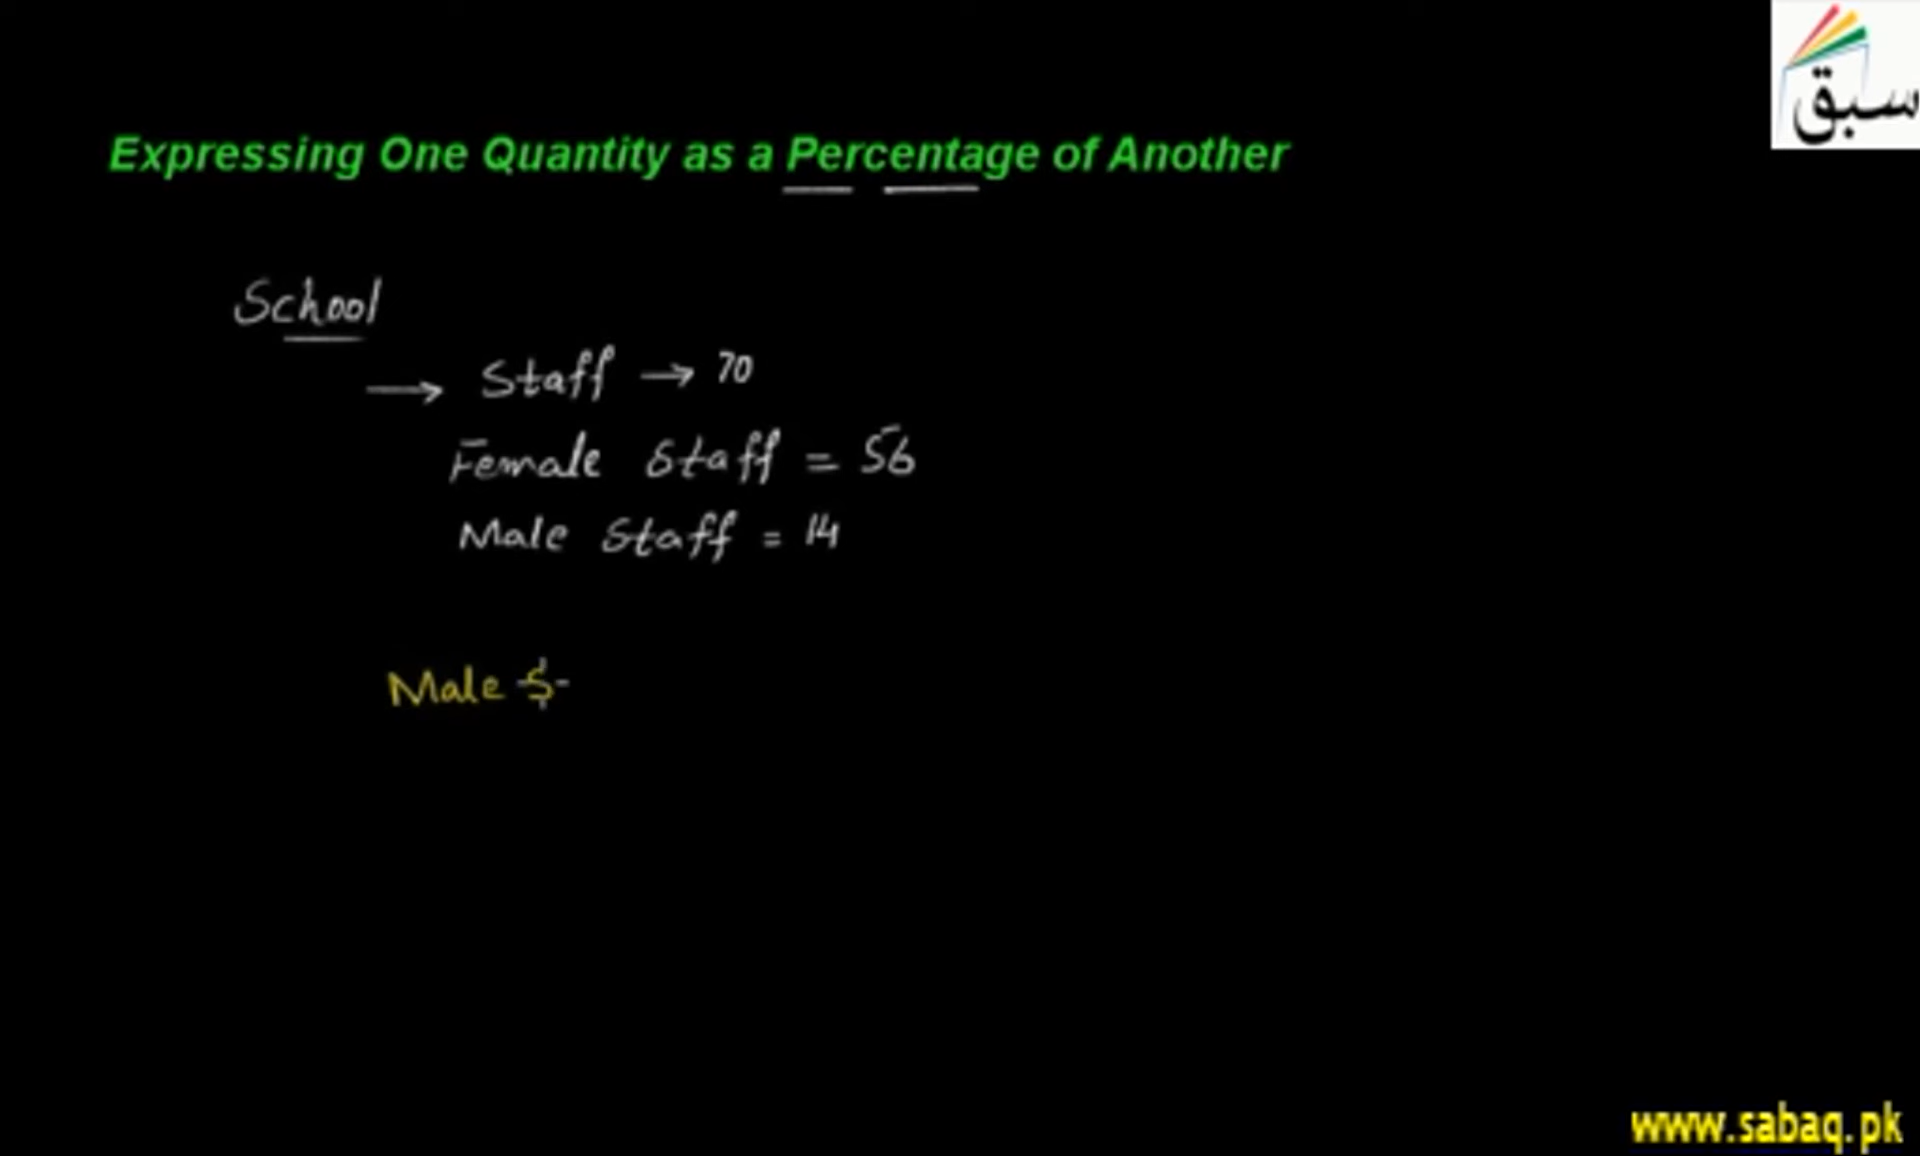 سبق
Expressing One Quantity as a Percentage of Another
School
→ Staff → 70
Female Staff = 56
Male Staff = 14
Male S
www.sabaq.pk